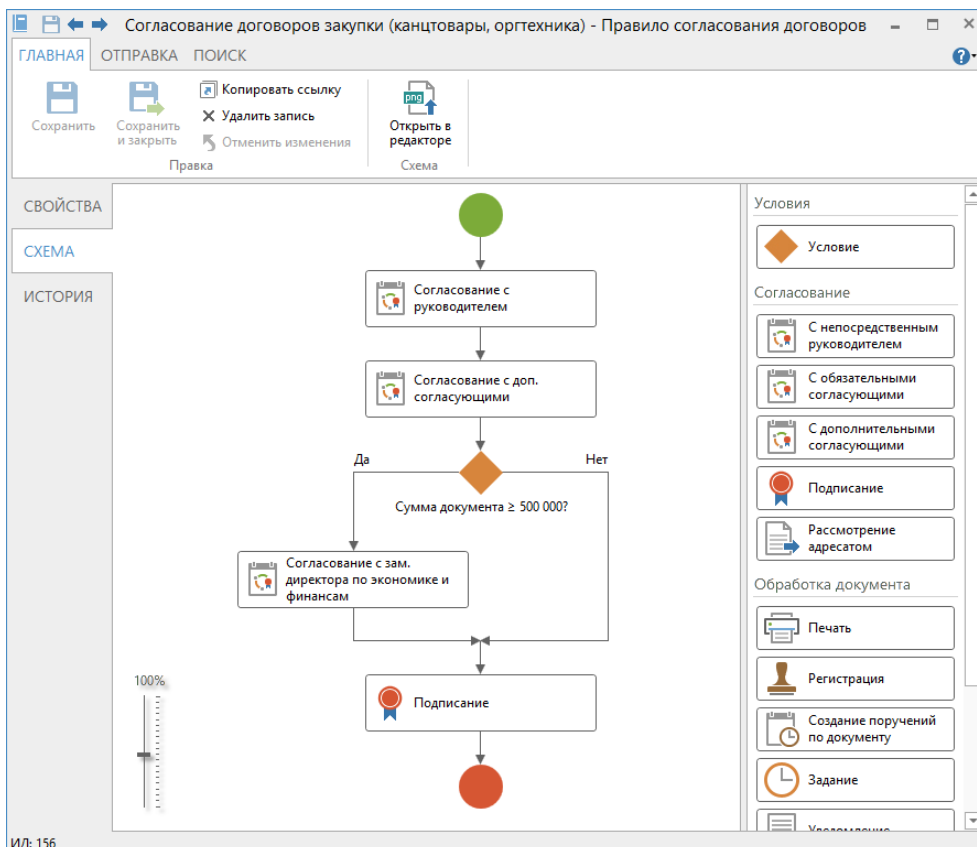 Согласование договоров закупки (канцтовары, оргтехника) - Правило согласования договоров
ГЛАВНАЯ ОТПРАВКА ПОИСК
?
Сохранить
Сохранить
и закрыть
Копировать ссылку
Удалить запись
Отменить изменения
Правка
png
Открыть в
редакторе
Схема
СВОЙСТВА
СХЕМА
ИСТОРИЯ
Согласование с
руководителем
Согласование с доп.
согласующими
Да
Нет
Сумма документа ≥ 500 000?
Согласование с зам.
директора по экономике и
финансам
Подписание
100%
Условия
Условие
Согласование
С непосредственным
руководителем
С обязательными
согласующими
С дополнительными
согласующими
Подписание
Рассмотрение
адресатом
Обработка документа
Печать
Регистрация
Создание поручений
по документу
Задание
Уведомление
ИД: 156